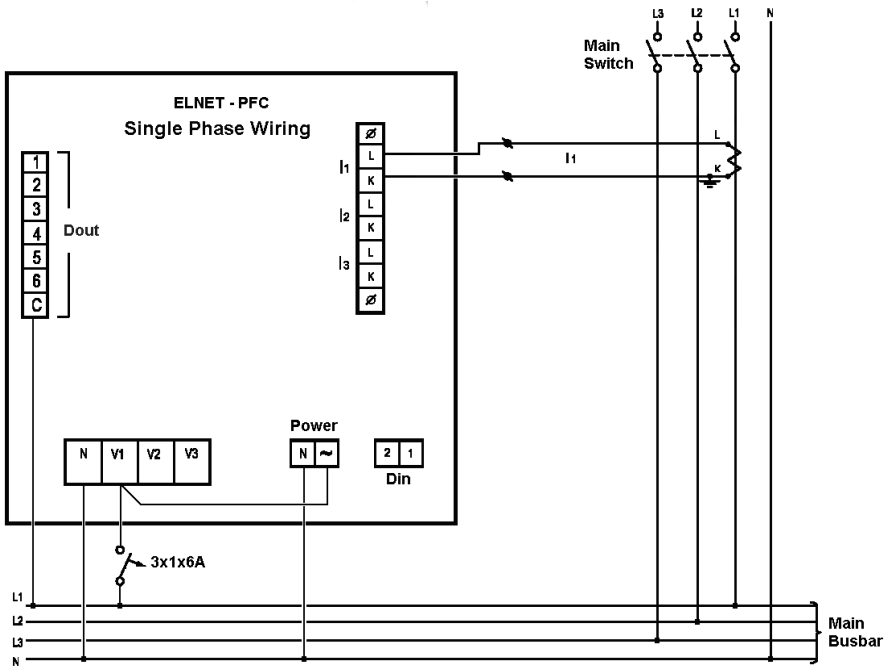 L3 L2 L1 N
Main
Switch
ELNET - PFC
Single Phase Wiring
Ø
L
I1
K
L
I2
K
L
I3
K
Ø
L
I1
K
1
2
3
4
5
6
C
Dout
Power
N V1 V2 V3
N ~
2 1
Din
3x1x6A
L1
L2
L3
N
Main
Busbar